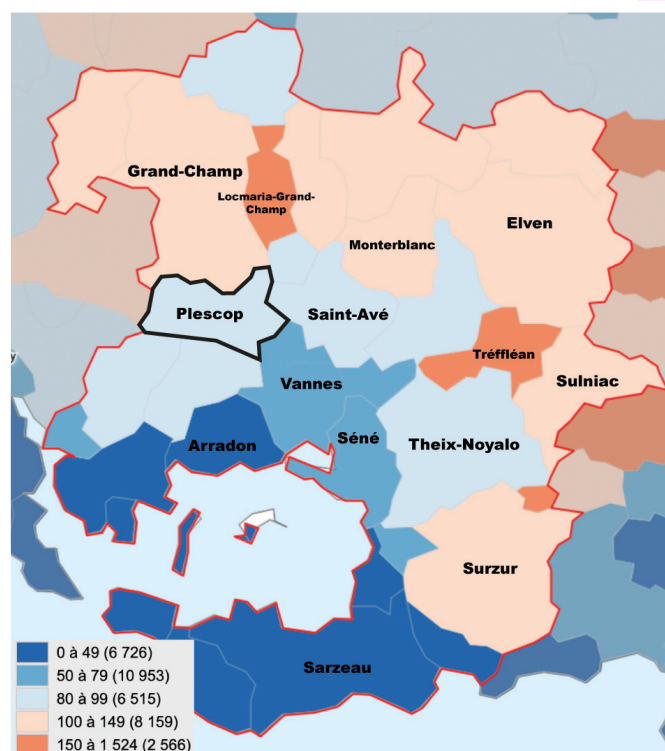 Grand-Champ
Locmaria-Grand-
Champ
Elven
Monterblanc
Plescop
Saint-Avé
Tréffléan
y
Vannes
Sulniac
Arradon
Séné
Theix-Noyalo
Surzur
Sarzeau
0 à 49 (6 726)
50 à 79 (10 953)
80 à 99 (6 515)
100 à 149 (8 159)
150 à 1 524 (2 566)